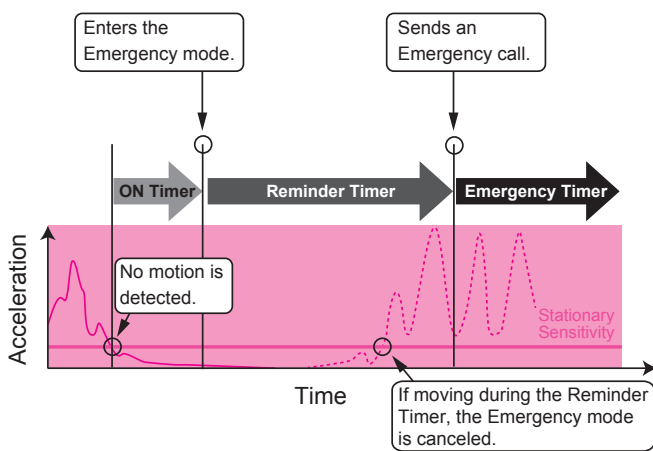 Enters the
Emergency mode.
Sends an
Emergency call.
ON Timer
Reminder Timer
Emergency Timer
Acceleration
No motion is
detected.
Stationary
Sensitivity
Time
If moving during the Reminder
Timer, the Emergency mode
is canceled.